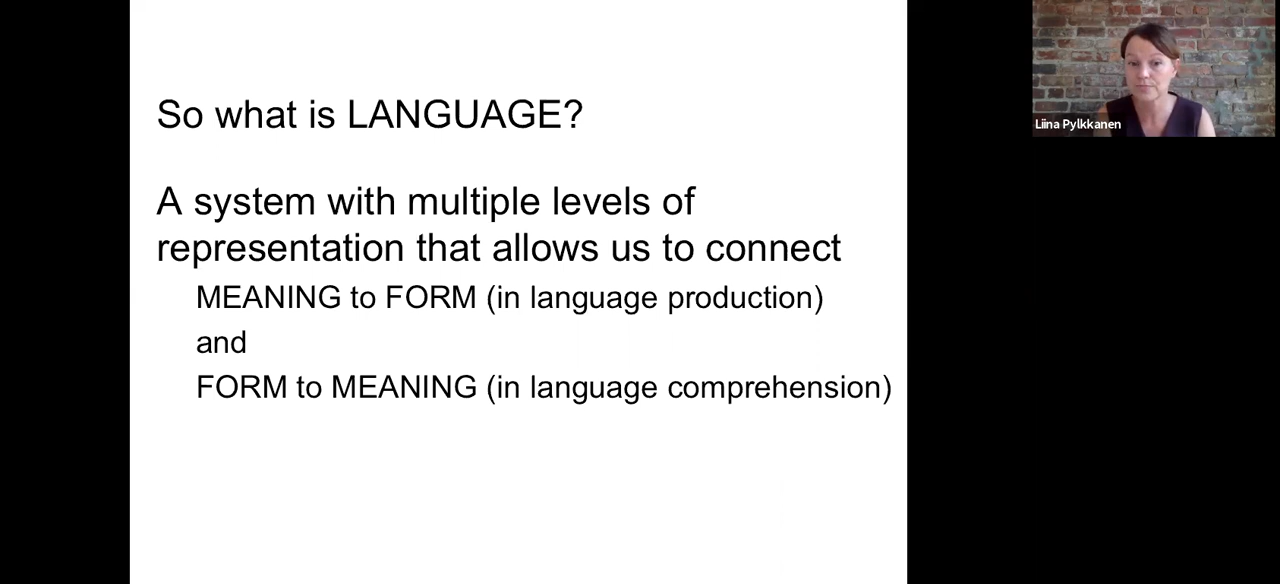 So what is LANGUAGE?
A system with multiple levels of
representation that allows us to connect
MEANING to FORM (in language production)
and
FORM to MEANING (in language comprehension)
Liina Pylkkanen